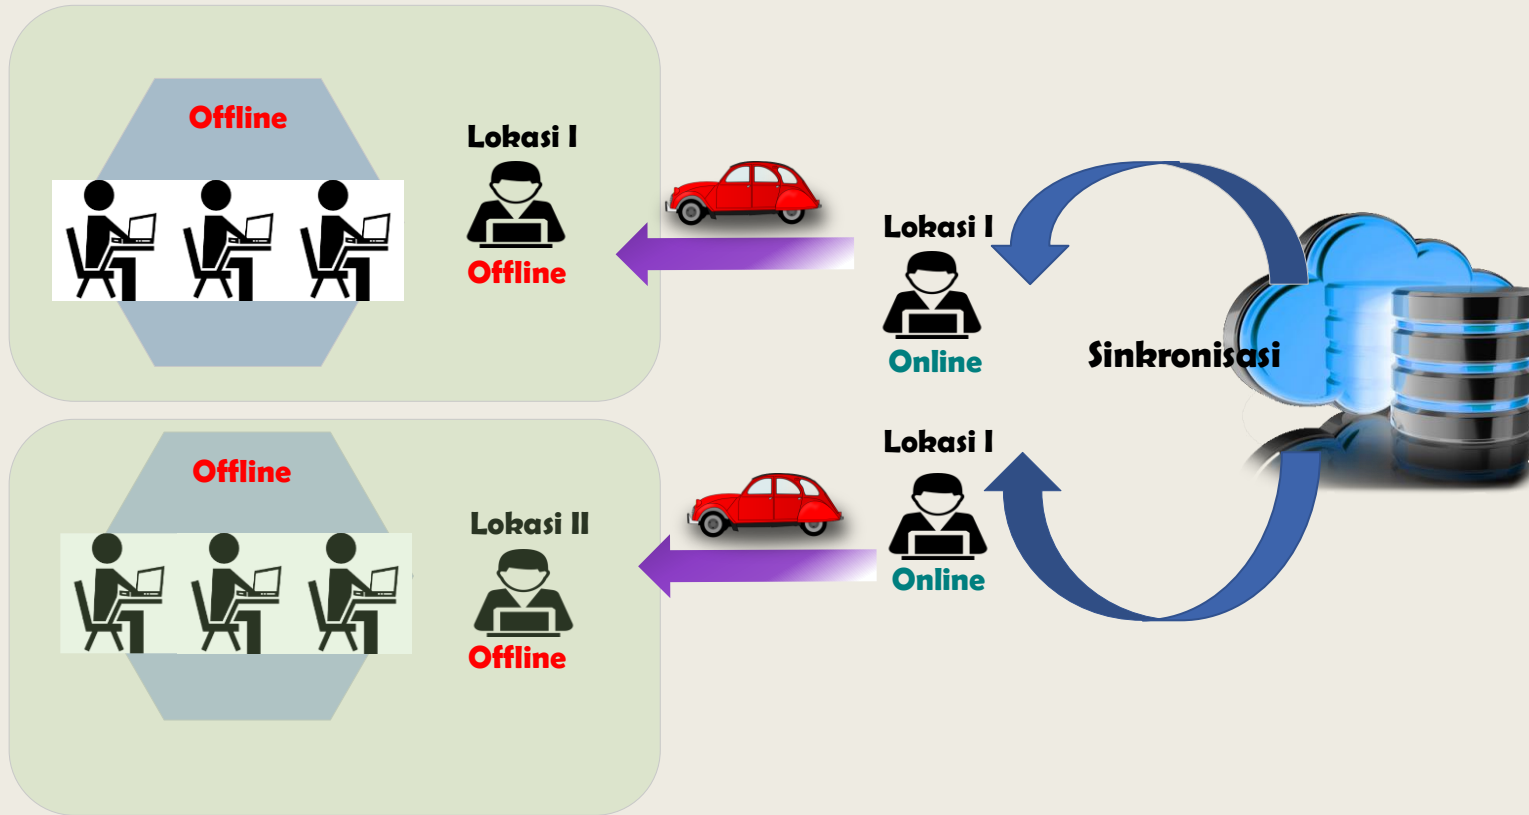 Offline
Lokasi I
Offline
Lokasi I
Online
Sinkronisasi
Offline
Lokasi II
Offline
Lokasi I
Online